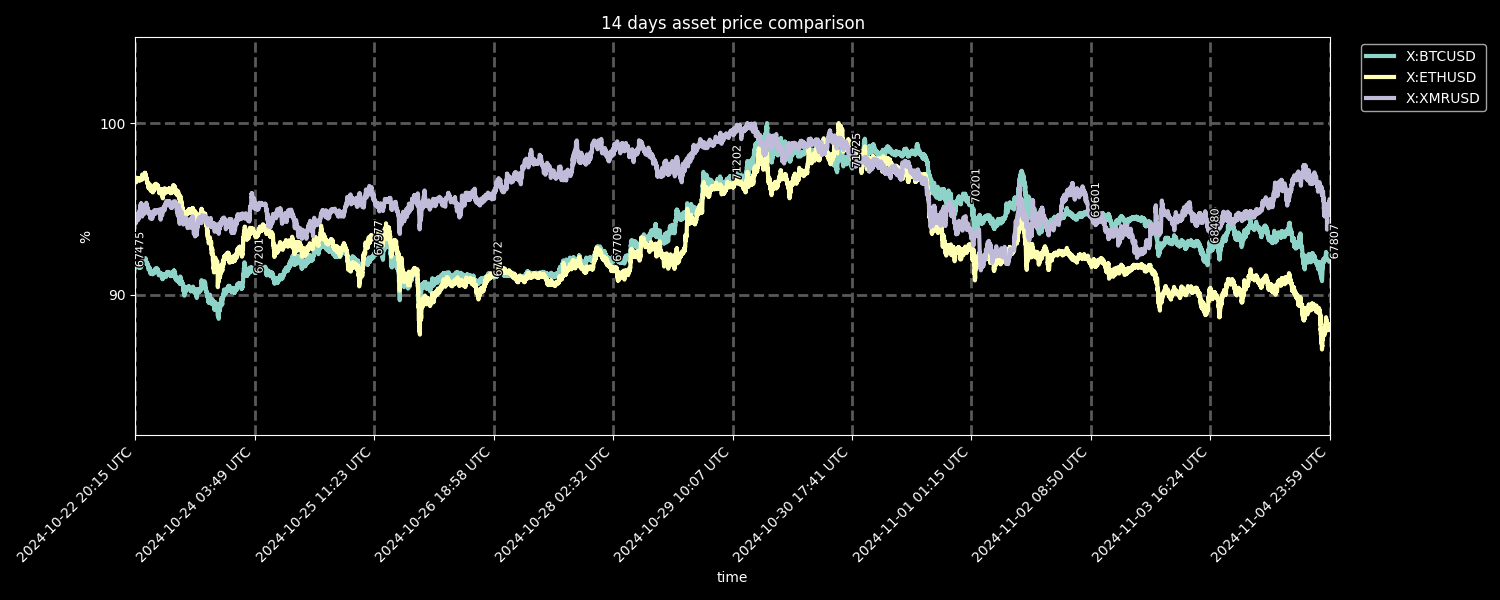 14 days asset price comparison
X:BTCUSD
X:ETHUSD
X:XMRUSD
100
90
%
67475
67201
67977
67072
67709
71202
71725
70201
69601
68480
67807
2024-10-22 20:15 UTC
2024-10-24 03:49 UTC
2024-10-25 11:23 UTC
2024-10-26 18:58 UTC
2024-10-28 02:32 UTC
2024-10-29 10:07 UTC
2024-10-30 17:41 UTC
2024-11-01 01:15 UTC
2024-11-02 08:50 UTC
2024-11-03 16:24 UTC
2024-11-04 23:59 UTC
time